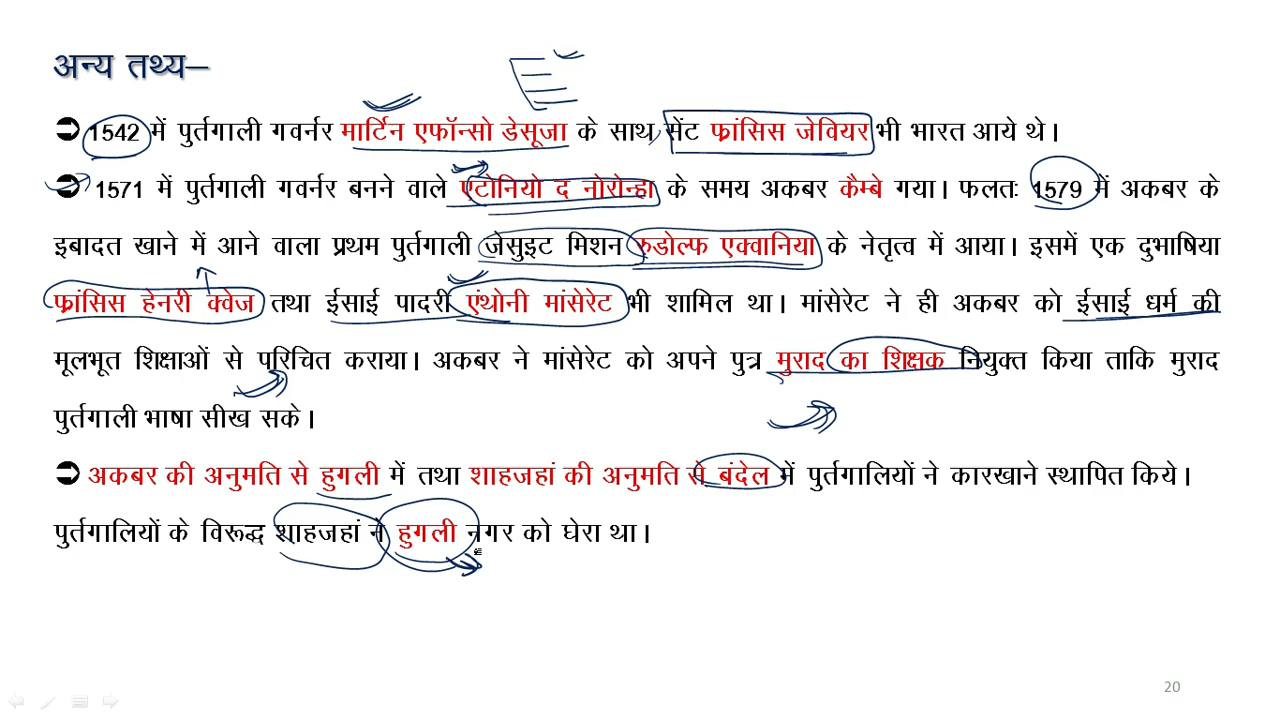 अन्य तथ्य–
➲ 1542 में पुर्तगाली गवर्नर मार्टिन एफॉन्सो डेसूजा के साथ सेंट फ्रांसिस जेवियर भी भारत आये थे।
➲ 1571 में पुर्तगाली गवर्नर बनने वाले एटोनियो द नोरोन्हा के समय अकबर कैम्बे गया। फलतः 1579 में अकबर के
इबादत खाने में आने वाला प्रथम पुर्तगाली जेसुइट मिशन रुडोल्फ एक्वानिया के नेतृत्व में आया। इसमें एक दुभाषिया
फ्रांसिस हेनरी क्वेज तथा ईसाई पादरी एंथोनी मांसेरेट भी शामिल था। मांसेरेट ने ही अकबर को ईसाई धर्म की
मूलभूत शिक्षाओं से परिचित कराया। अकबर ने मांसेरेट को अपने पुत्र मुराद का शिक्षक नियुक्त किया ताकि मुराद
पुर्तगाली भाषा सीख सके।
➲ अकबर की अनुमति से हुगली में तथा शाहजहां की अनुमति से बंदेल में पुर्तगालियों ने कारखाने स्थापित किये।
पुर्तगालियों के विरूद्ध शाहजहां ने हुगली नगर को घेरा था।
20